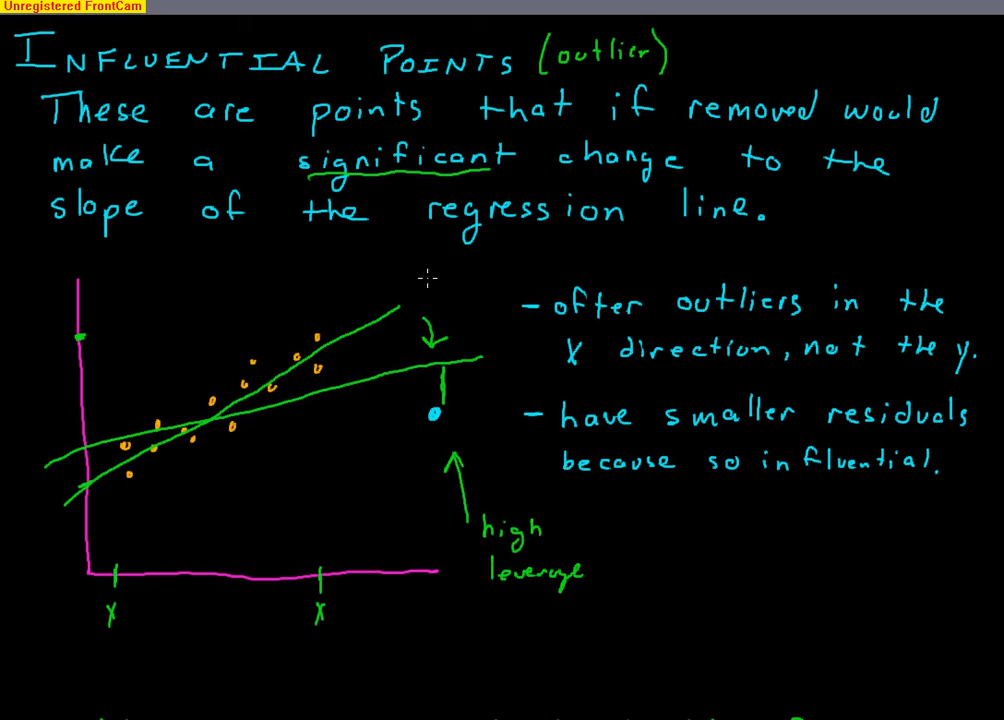 Unregistered FrontCam
INFLUENTIAL POINTS (outlier)
These are points that if removed would
make a significant change to the
slope of the regression line.
- often outliers in the
X direction, not the y.
- have smaller residuals
because so influential.
high
leverage
X X